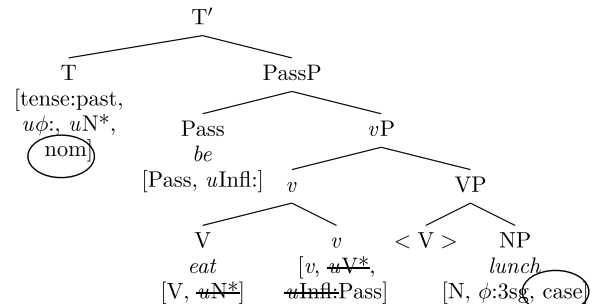 T′
T PassP
[tense:past,
uϕ:, uN*,
nom]
Pass vP
be
[Pass, uInfl:]
v VP
V v < V > NP
eat [v, uV*, lunch
[V, uN*] uInfl:Pass] [N, ϕ:3sg, case]